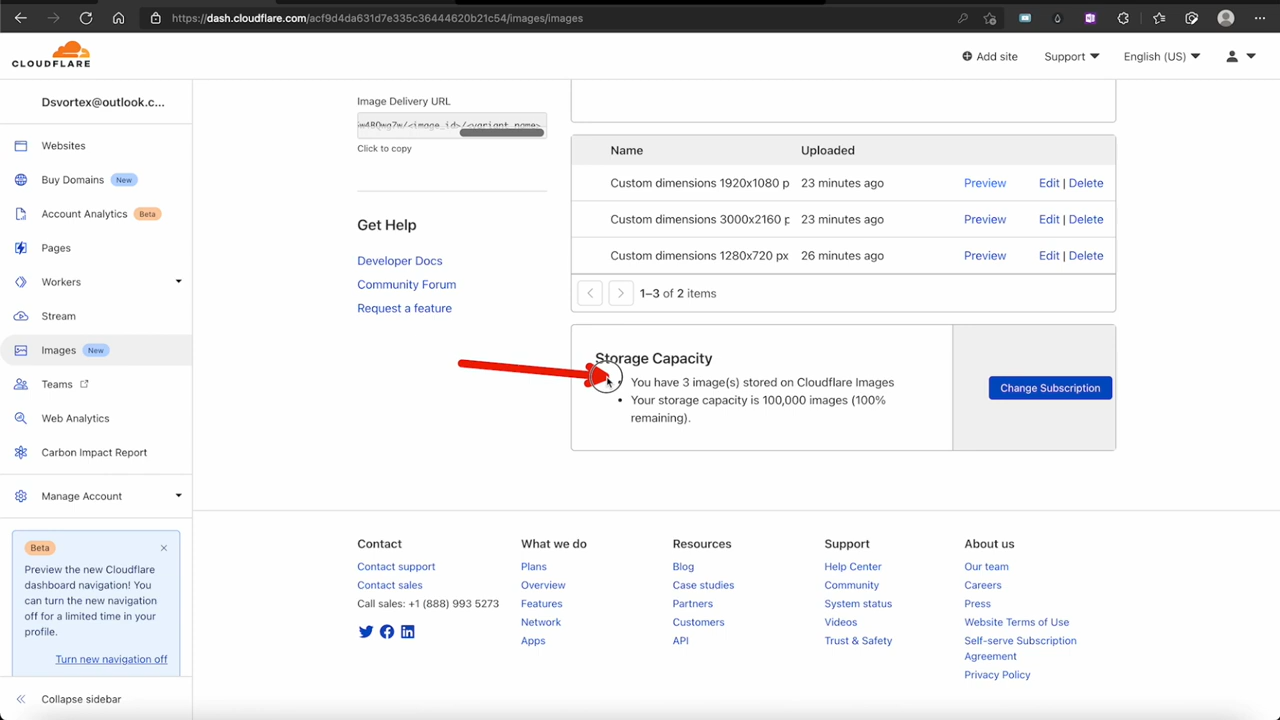 https://dash.cloudflare.com/acf9d4da631d7e335c36444620b21c54/images/images
CLOUDFLARE
Add site
Support
English (US)
Dsvortex@outlook.c...
Websites
Buy Domains New
Account Analytics Beta
Pages
Workers
Stream
Images New
Teams
Web Analytics
Carbon Impact Report
Manage Account
Beta
Preview the new Cloudflare
dashboard navigation! You
can turn the new navigation
off for a limited time in your
profile.
Turn new navigation off
Collapse sidebar
Image Delivery URL
<image_id>/<variant_name>
Click to copy
Get Help
Developer Docs
Community Forum
Request a feature
Name Uploaded
Custom dimensions 1920x1080 p 23 minutes ago Preview Edit | Delete
Custom dimensions 3000x2160 p 23 minutes ago Preview Edit | Delete
Custom dimensions 1280x720 px 26 minutes ago Preview Edit | Delete
1–3 of 2 items
Storage Capacity
You have 3 image(s) stored on Cloudflare Images
Your storage capacity is 100,000 images (100%
remaining).
Change Subscription
Contact
Contact support
Contact sales
Call sales: +1 (888) 993 5273
What we do
Plans
Overview
Features
Network
Apps
Resources
Blog
Case studies
Partners
Customers
API
Support
Help Center
Community
System status
Videos
Trust & Safety
About us
Our team
Careers
Press
Website Terms of Use
Self-serve Subscription
Agreement
Privacy Policy